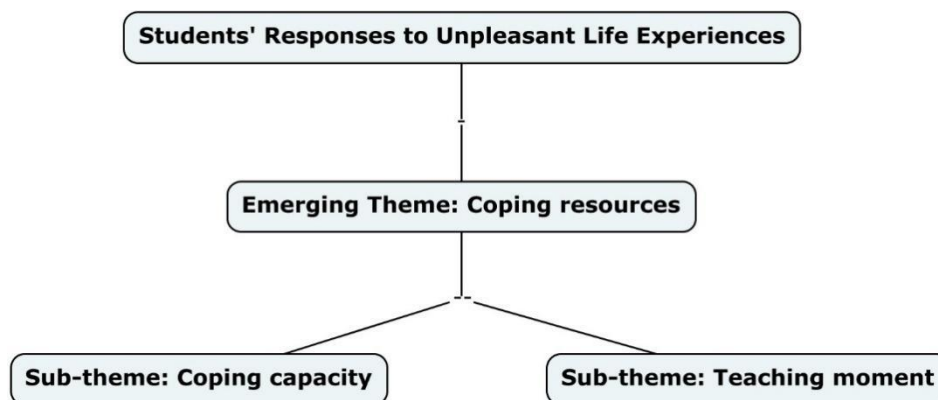 Students' Responses to Unpleasant Life Experiences
-
Emerging Theme: Coping resources
--
Sub-theme: Coping capacity
Sub-theme: Teaching moment